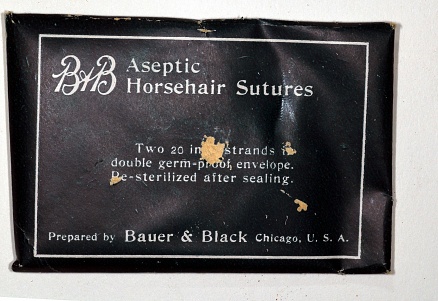 B&B Aseptic
Horsehair Sutures
Two 20 in strands in
double germ-proof envelope.
Re-sterilized after sealing.
Prepared by Bauer & Black Chicago, U. S. A.